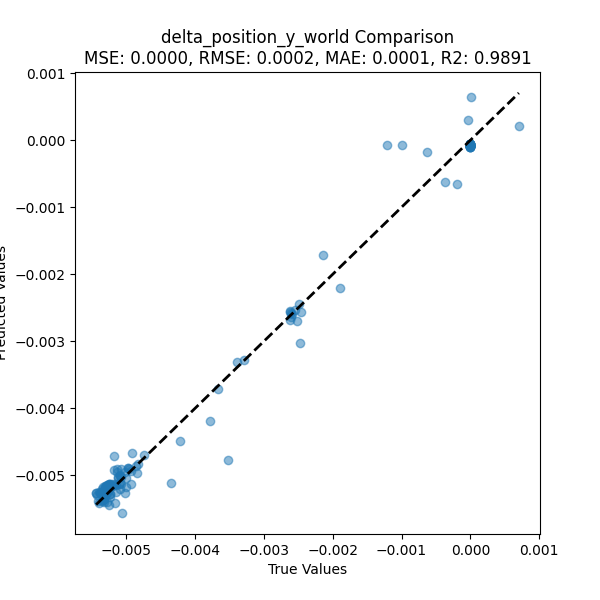 delta_position_y_world Comparison
MSE: 0.0000, RMSE: 0.0002, MAE: 0.0001, R2: 0.9891
0.001
0.000
−0.001
−0.002
−0.003
−0.004
−0.005
Predicted Values
−0.005 −0.004 −0.003 −0.002 −0.001 0.000 0.001
True Values